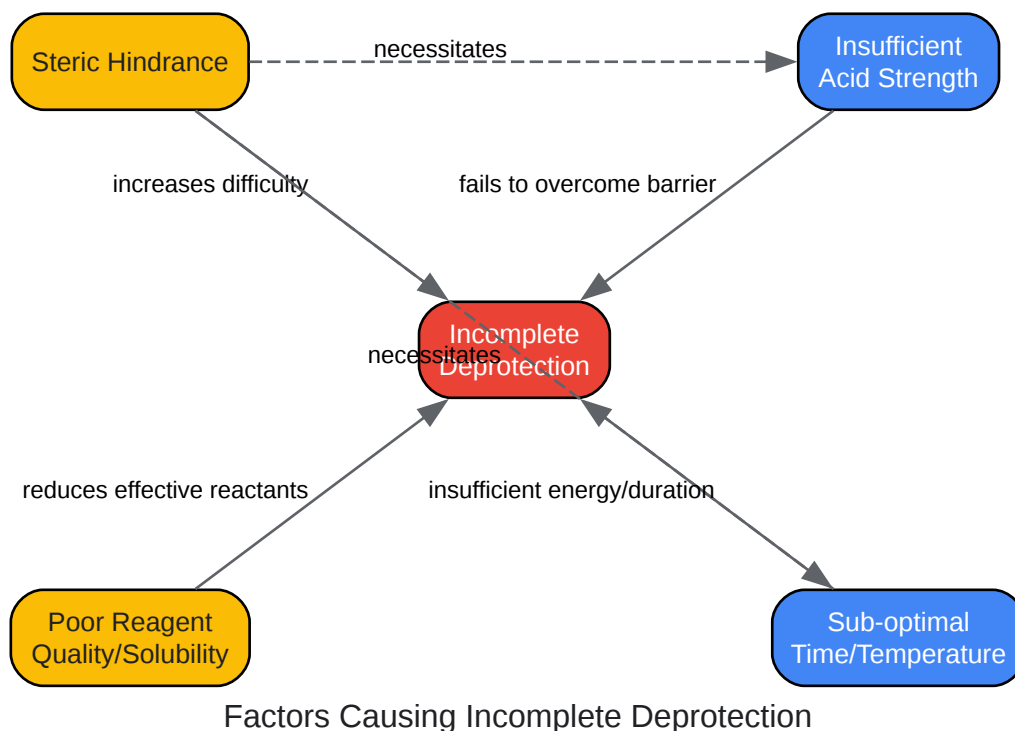 Steric Hindrance
necessitates
Insufficient
Acid Strength
increases difficulty
fails to overcome barrier
Incomplete
Deprotection
necessitates
reduces effective reactants
insufficient energy/duration
Poor Reagent
Quality/Solubility
Sub-optimal
Time/Temperature
Factors Causing Incomplete Deprotection